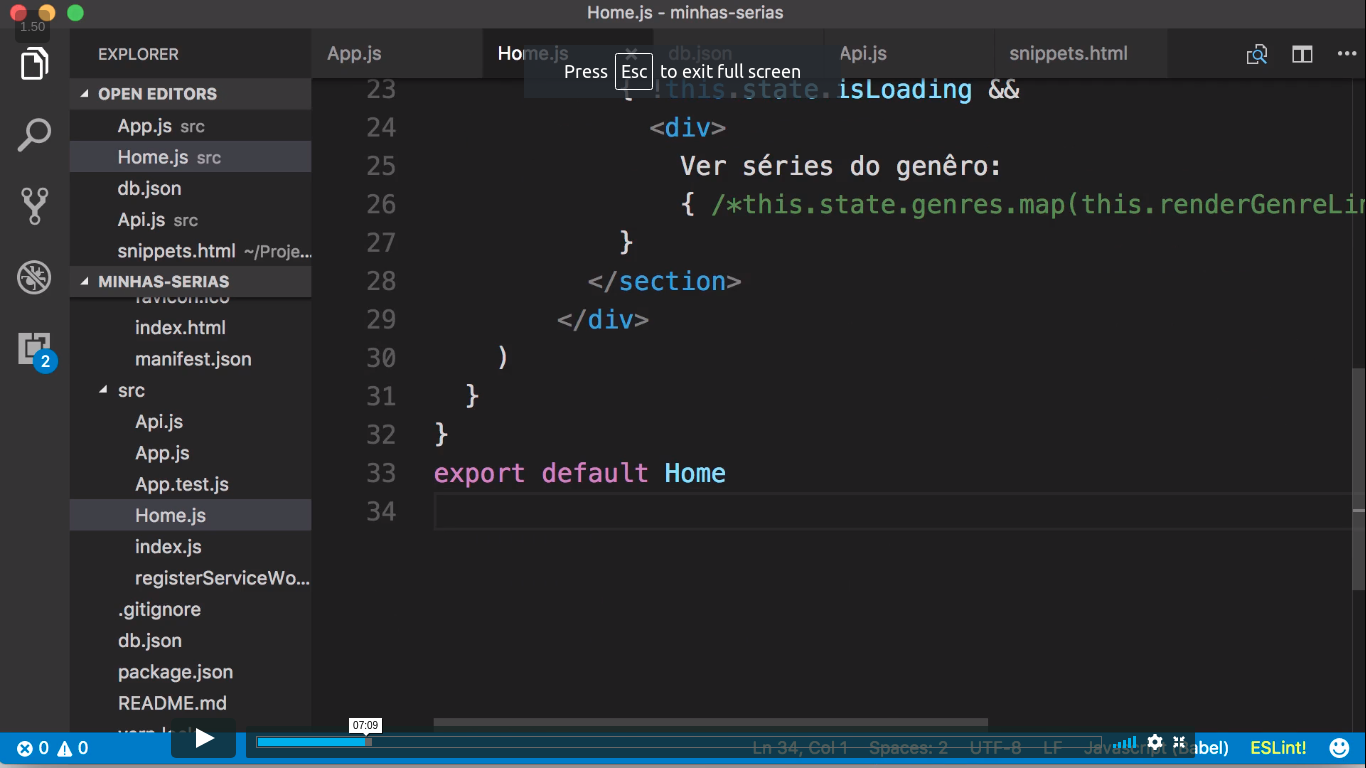 Home.js - minhas-serias
1.50
EXPLORER
App.js
Home.js
db.json
Api.js
snippets.html
Press Esc to exit full screen
OPEN EDITORS
App.js src
Home.js src
db.json
Api.js src
snippets.html ~/Proje...
MINHAS-SERIAS
favicon.ico
index.html
manifest.json
src
Api.js
App.js
App.test.js
Home.js
index.js
registerServiceWo...
.gitignore
db.json
package.json
README.md
23 { !this.state.isLoading &&
24 <div>
25 Ver séries do genêro:
26 { /*this.state.genres.map(this.renderGenreLin
27 }
28 </section>
29 </div>
30 )
31 }
32 }
33 export default Home
34
2
07:09
0 0
Ln 34, Col 1 Spaces: 2 UTF-8 LF Javascript (Babel) ESLint!